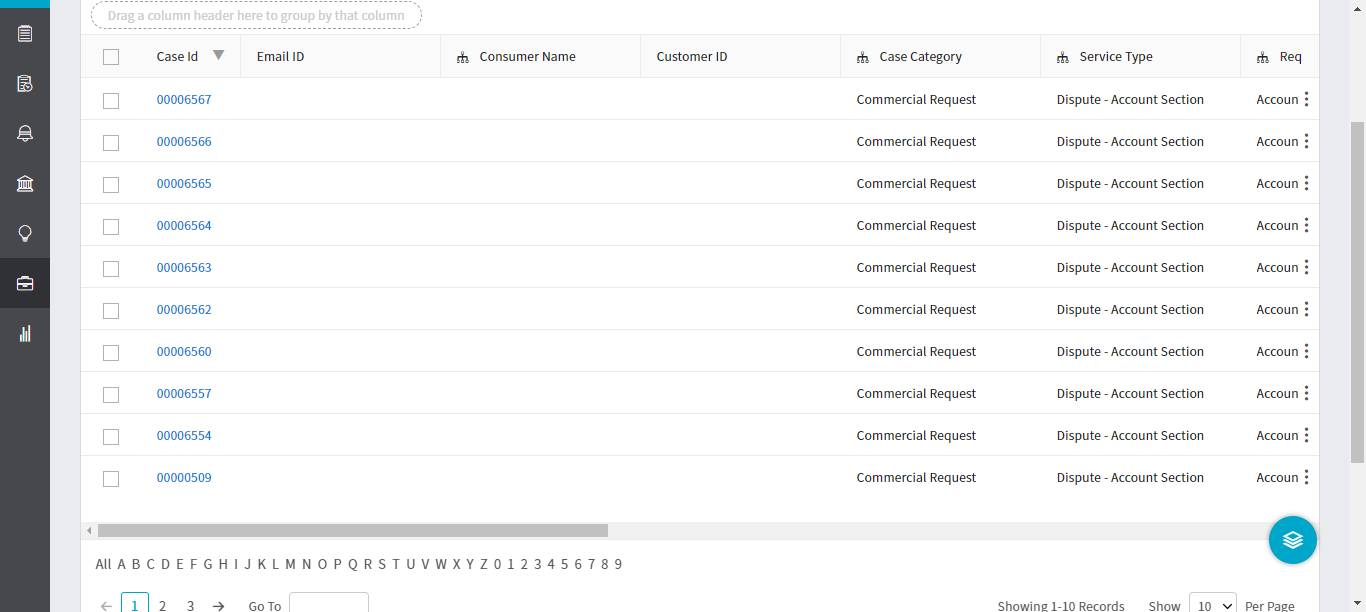 Drag a column header here to group by that column
Case Id Email ID Consumer Name Customer ID Case Category Service Type Req
00006567 Commercial Request Dispute - Account Section Accoun
00006566 Commercial Request Dispute - Account Section Accoun
00006565 Commercial Request Dispute - Account Section Accoun
00006564 Commercial Request Dispute - Account Section Accoun
00006563 Commercial Request Dispute - Account Section Accoun
00006562 Commercial Request Dispute - Account Section Accoun
00006560 Commercial Request Dispute - Account Section Accoun
00006557 Commercial Request Dispute - Account Section Accoun
00006554 Commercial Request Dispute - Account Section Accoun
00000509 Commercial Request Dispute - Account Section Accoun
All A B C D E F G H I J K L M N O P Q R S T U V W X Y Z 0 1 2 3 4 5 6 7 8 9
1 2 3 Go To Showing 1-10 Records Show 10 Per Page